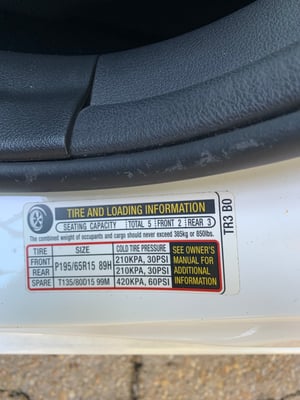 TIRE AND LOADING INFORMATION
SEATING CAPACITY TOTAL 5 FRONT 2 REAR 3
The combined weight of occupants and cargo should never exceed 385kg or 850lbs.
TIRE SIZE COLD TIRE PRESSURE
FRONT P195/65R15 89H 210KPA, 30PSI
REAR 210KPA, 30PSI
SPARE T135/80D15 99M 420KPA, 60PSI
SEE OWNER'S
MANUAL FOR
ADDITIONAL
INFORMATION
TR3 B0